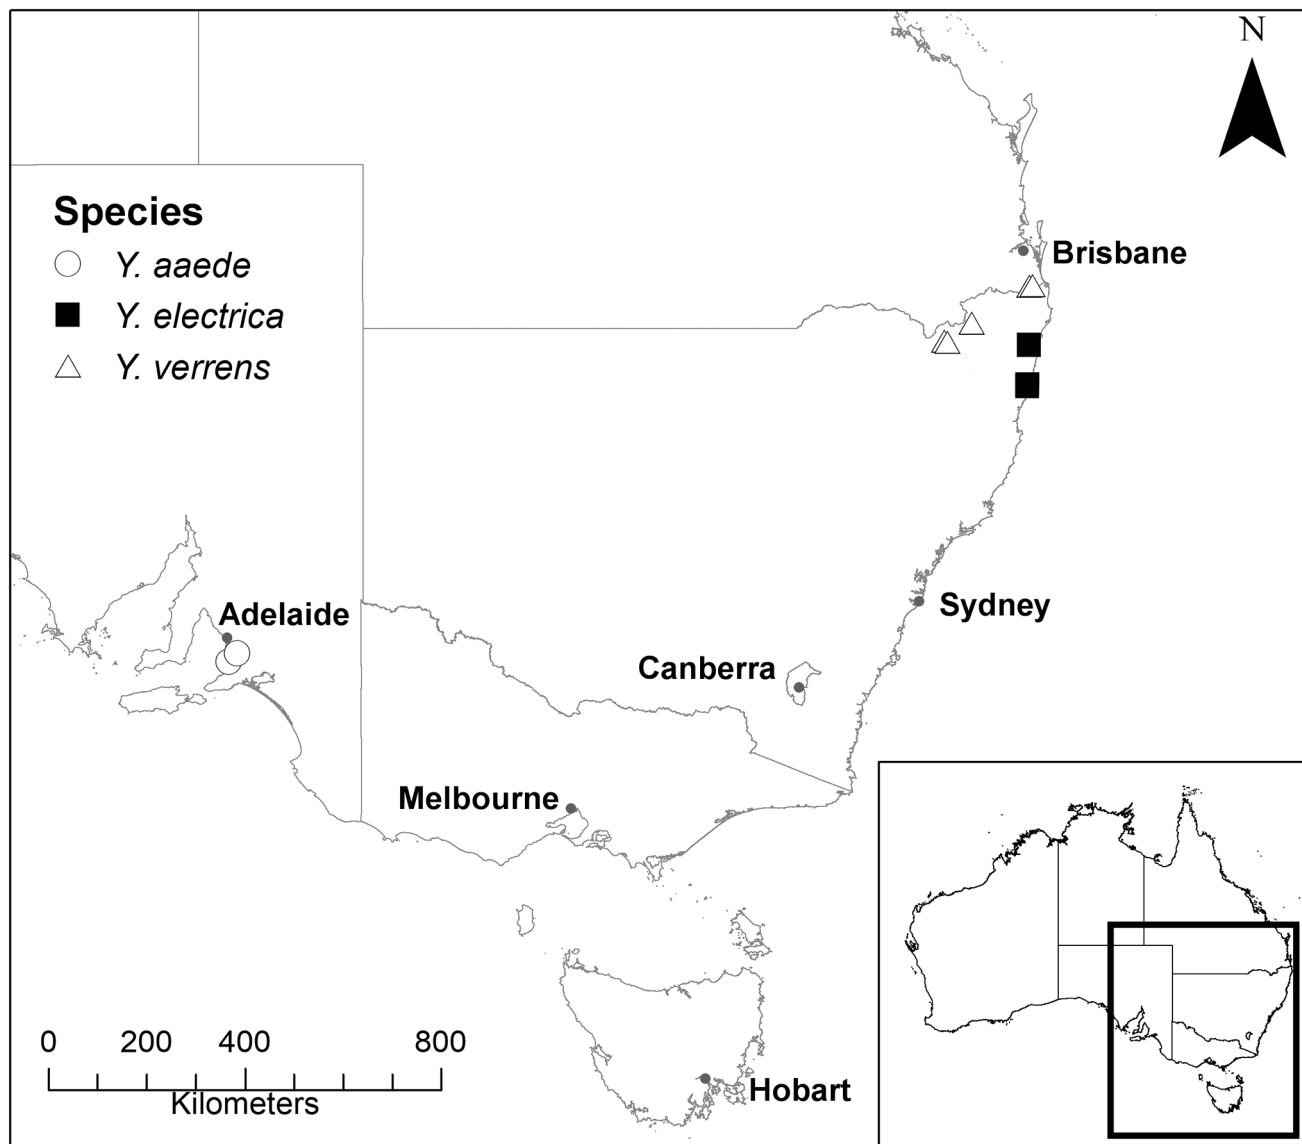 N
Species
Y. aaede
Y. electrica
Y. verrens
Brisbane
Adelaide
Sydney
Canberra
Melbourne
0 200 400 800
Kilometers
Hobart